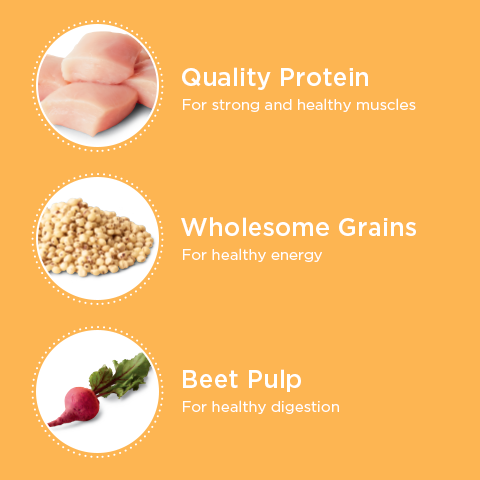 Quality Protein
For strong and healthy muscles
Wholesome Grains
For healthy energy
Beet Pulp
For healthy digestion